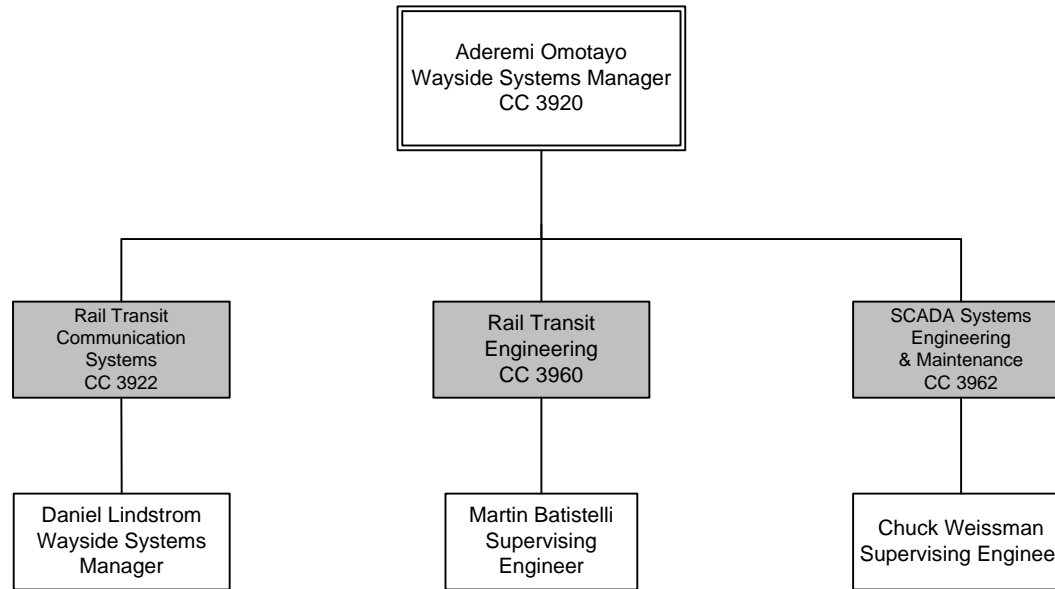 Aderemi Omotayo
Wayside Systems Manager
CC 3920
Rail Transit
Communication
Systems
CC 3922
Rail Transit
Engineering
CC 3960
SCADA Systems
Engineering
& Maintenance
CC 3962
Daniel Lindstrom
Wayside Systems
Manager
Martin Batistelli
Supervising
Engineer
Chuck Weissman
Supervising Enginee